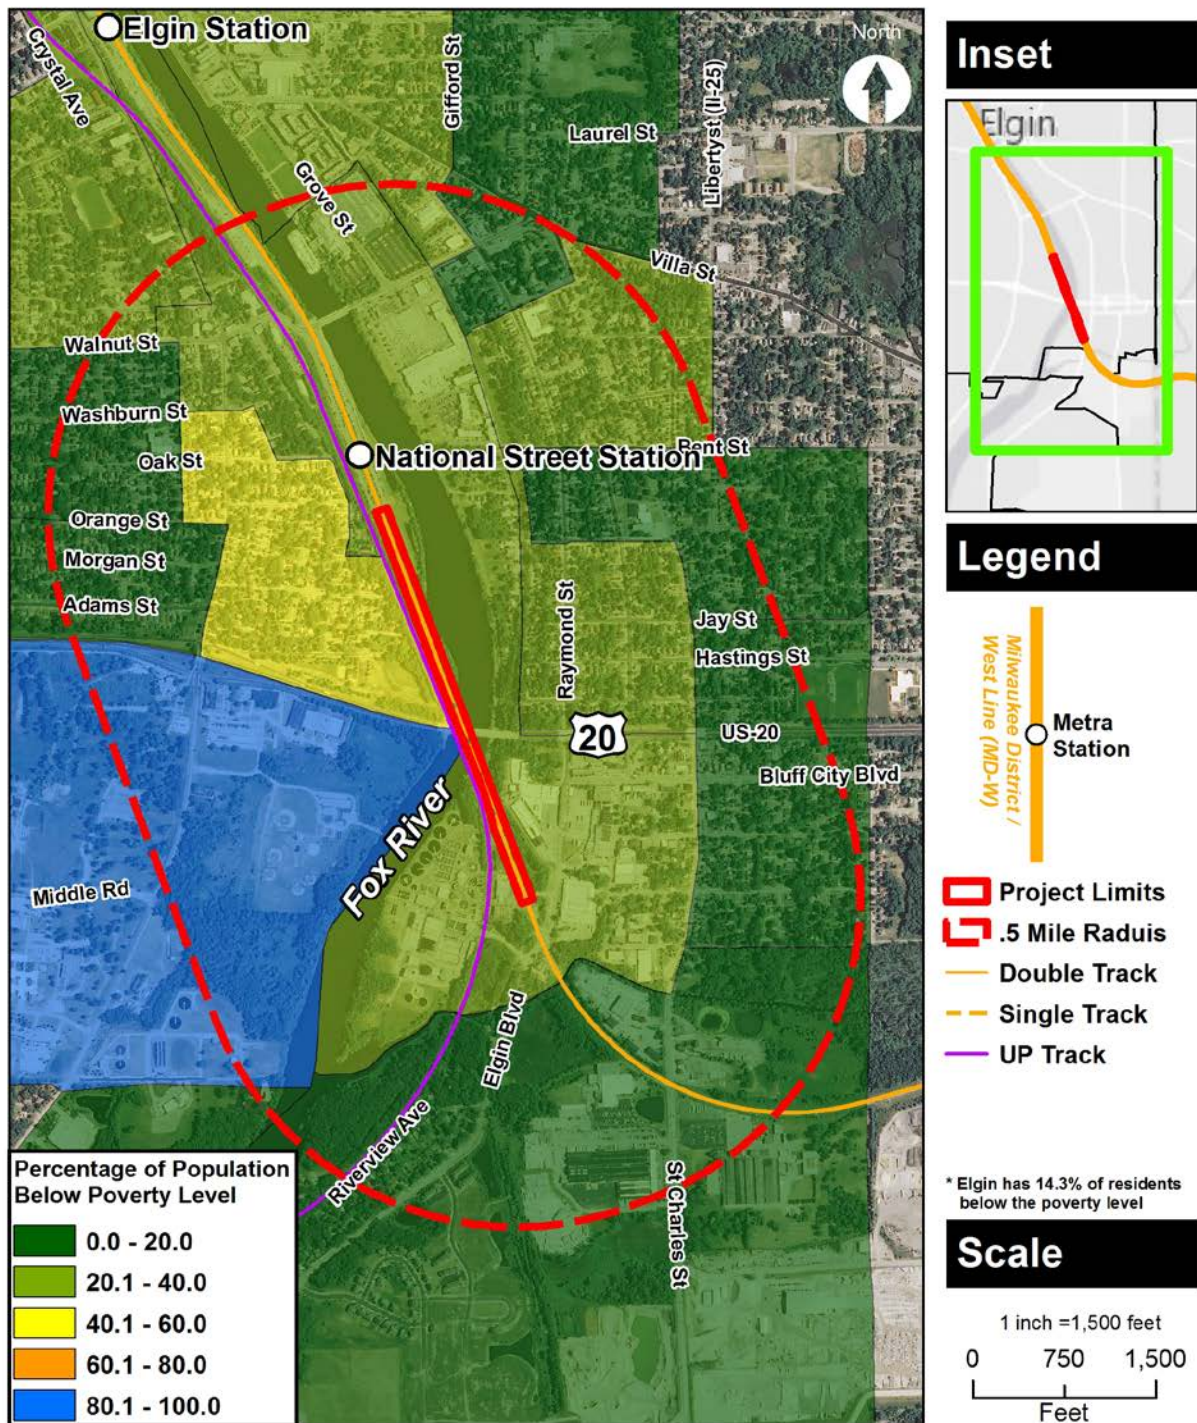 Elgin Station
North
Crystal Ave
Gifford St
Laurel St
Libertyst (Il-25)
Grove St
Villa St
Walnut St
Washburn St
Oak St
National Street Station
Bent St
Orange St
Morgan St
Adams St
Raymond St
Jay St
Hastings St
20
US-20
Bluff City Blvd
Fox River
Middle Rd
Elgin Blvd
Riverview Ave
St Charles St
Percentage of Population
Below Poverty Level
0.0 - 20.0
20.1 - 40.0
40.1 - 60.0
60.1 - 80.0
80.1 - 100.0
Inset
Elgin
Legend
Milwaukee District /
West Line (MD-W)
Metra
Station
Project Limits
.5 Mile Raduis
Double Track
Single Track
UP Track
* Elgin has 14.3% of residents
below the poverty level
Scale
1 inch =1,500 feet
0 750 1,500
Feet